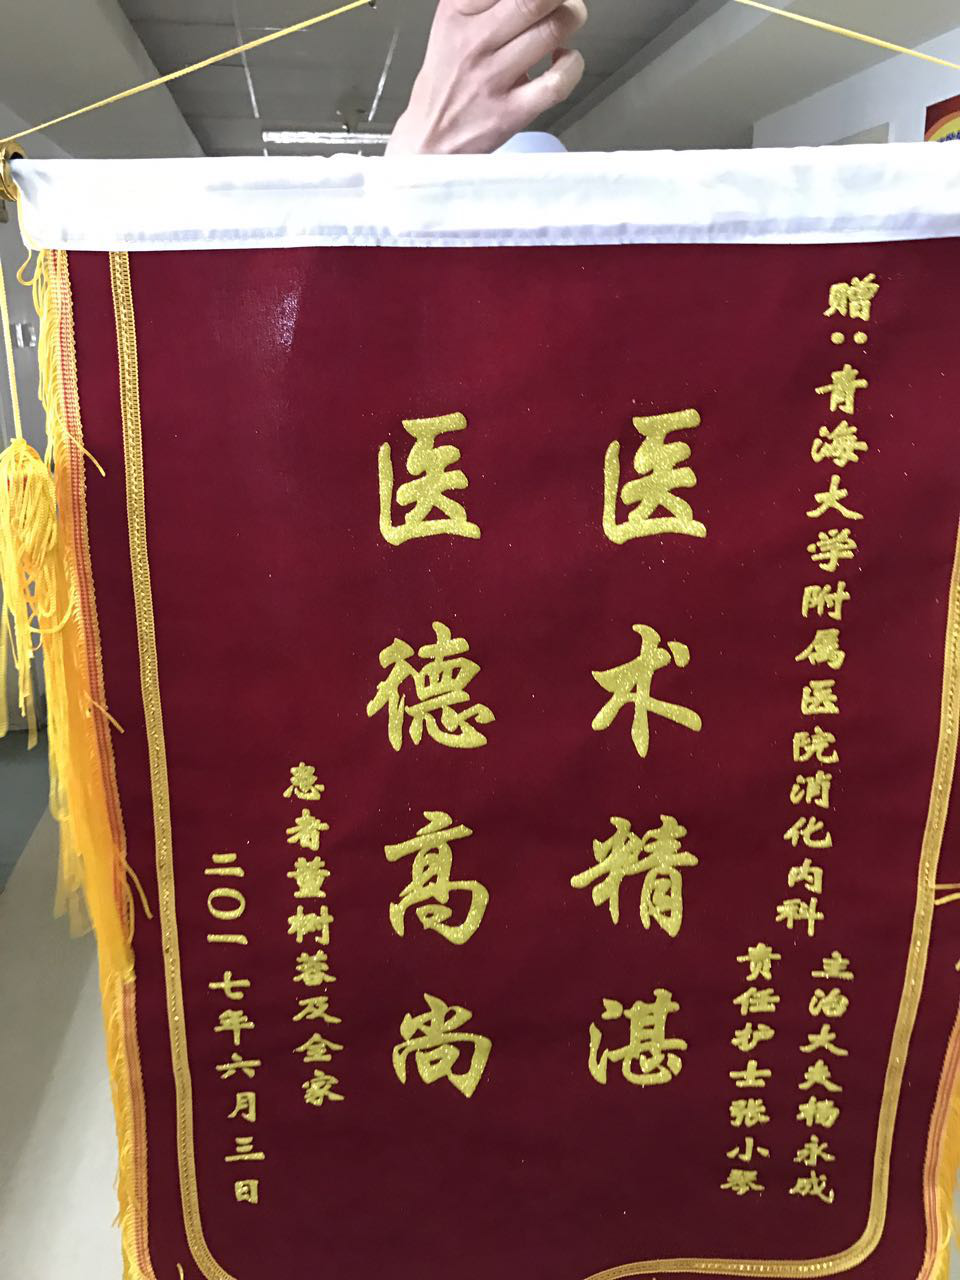 赠：青海大学附属医院消化内科
主治大夫杨永成
责任护士张小琴
医术精湛
医德高尚
患者董树蓉及全家
二〇一七年六月三日